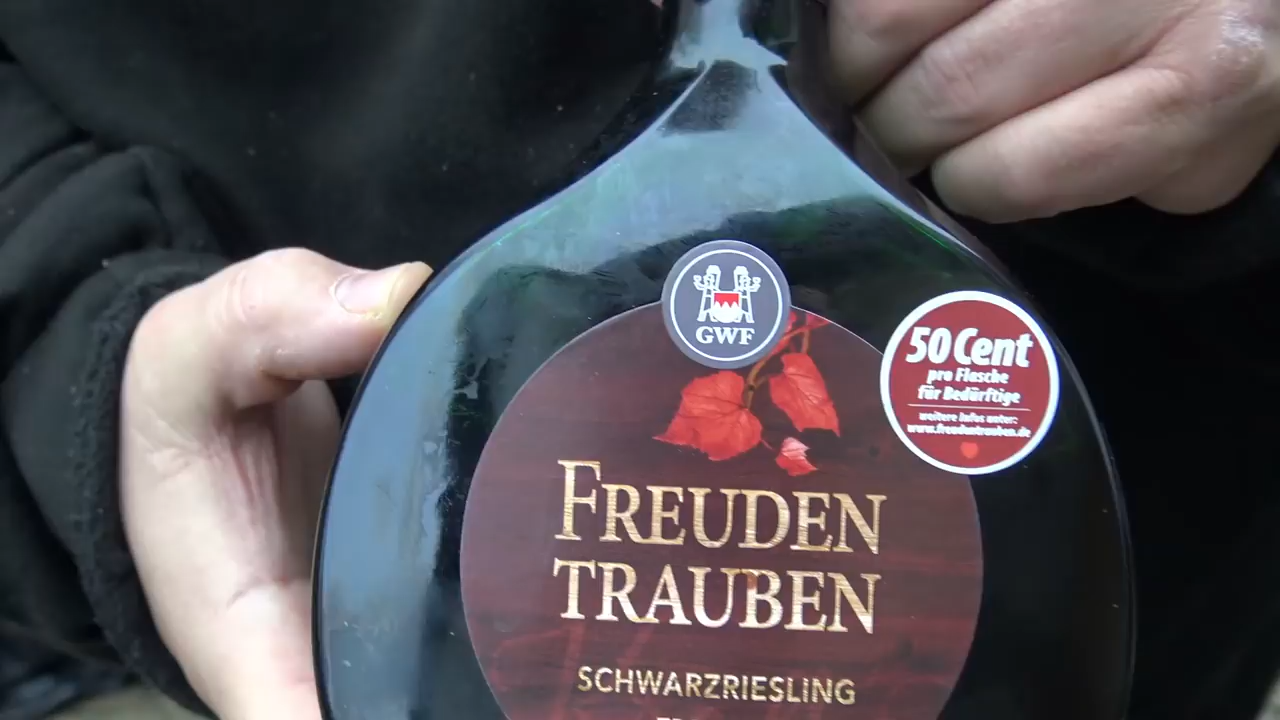 GWF
50 Cent
pro Flasche
für Bedürftige
weitere Infos unter:
www.freudentrauben.de
FREUDEN
TRAUBEN
SCHWARZRIESLING